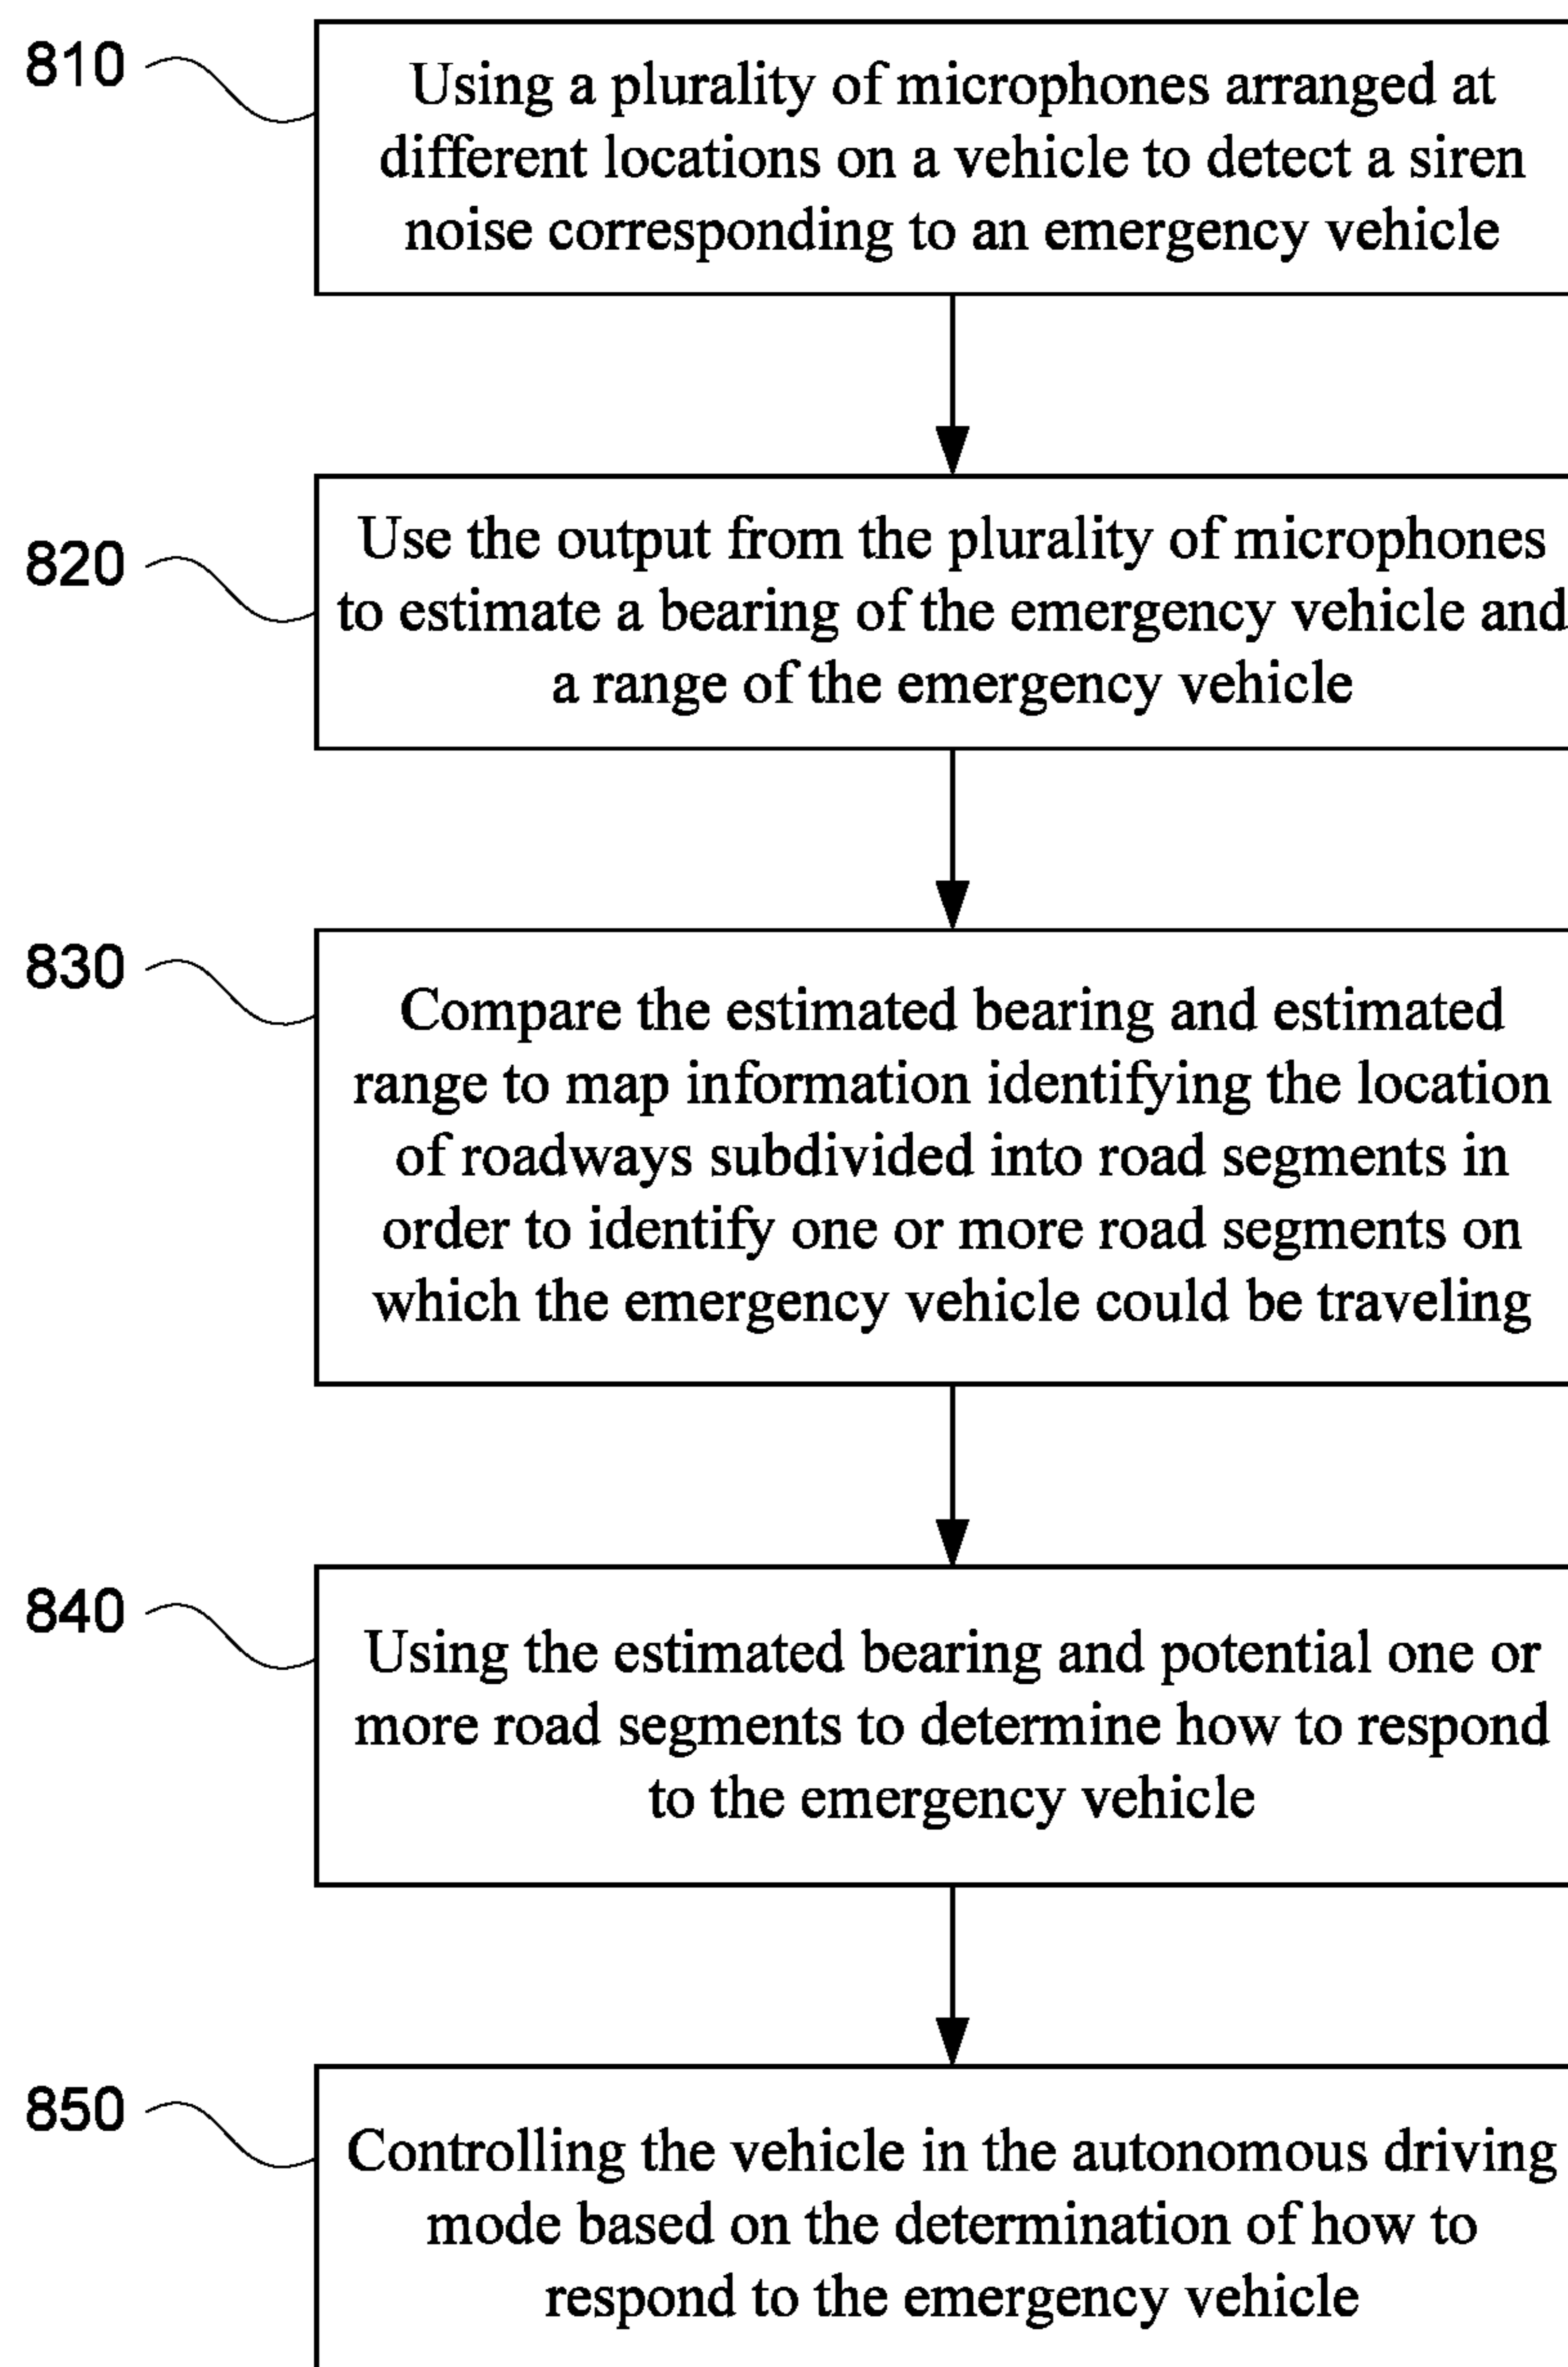 810
Using a plurality of microphones arranged at
different locations on a vehicle to detect a siren
noise corresponding to an emergency vehicle
820
Use the output from the plurality of microphones
to estimate a bearing of the emergency vehicle and
a range of the emergency vehicle
830
Compare the estimated bearing and estimated
range to map information identifying the location
of roadways subdivided into road segments in
order to identify one or more road segments on
which the emergency vehicle could be traveling
840
Using the estimated bearing and potential one or
more road segments to determine how to respond
to the emergency vehicle
850
Controlling the vehicle in the autonomous driving
mode based on the determination of how to
respond to the emergency vehicle